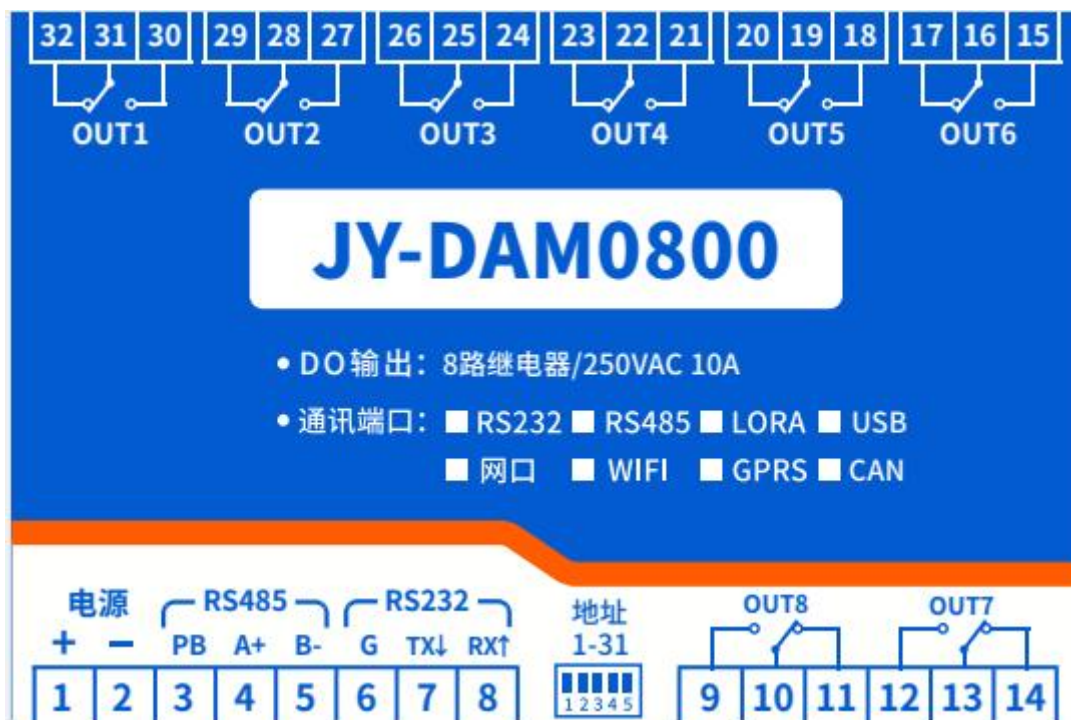 32 31 30 29 28 27 26 25 24 23 22 21 20 19 18 17 16 15
OUT1 OUT2 OUT3 OUT4 OUT5 OUT6
JY-DAM0800
• DO输出：8路继电器/250VAC 10A
• 通讯端口：■ RS232 ■ RS485 ■ LORA ■ USB
■ 网口 ■ WIFI ■ GPRS ■ CAN
电源 RS485 RS232 地址 OUT8 OUT7
+ − PB A+ B- G TX↓ RX↑ 1-31
1 2 3 4 5 6 7 8 12345 9 10 11 12 13 14